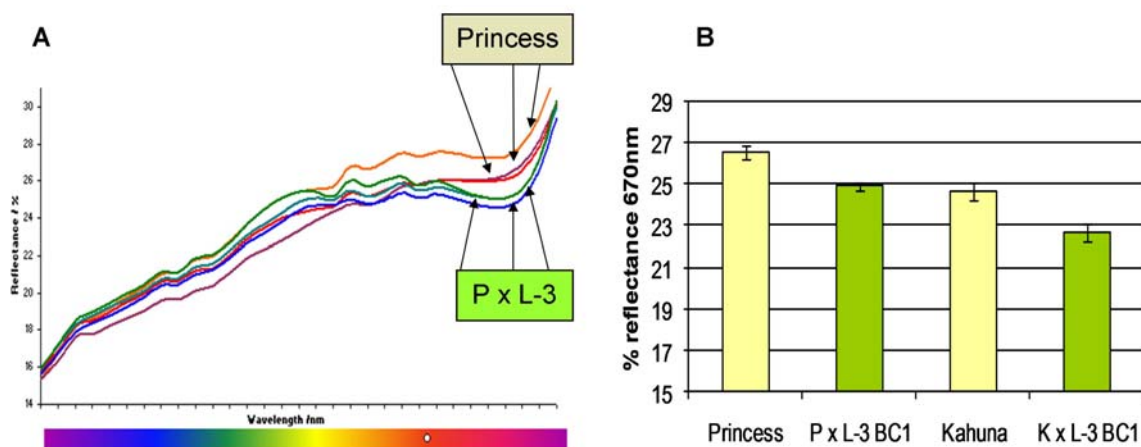 A
Princess
30
28
26
24
22
20
18
16
14
Reflectance / %
P x L-3
Wavelength /nm
B
29
27
25
23
21
19
17
15
% reflectance 670nm
Princess
P x L-3 BC1
Kahuna
K x L-3 BC1